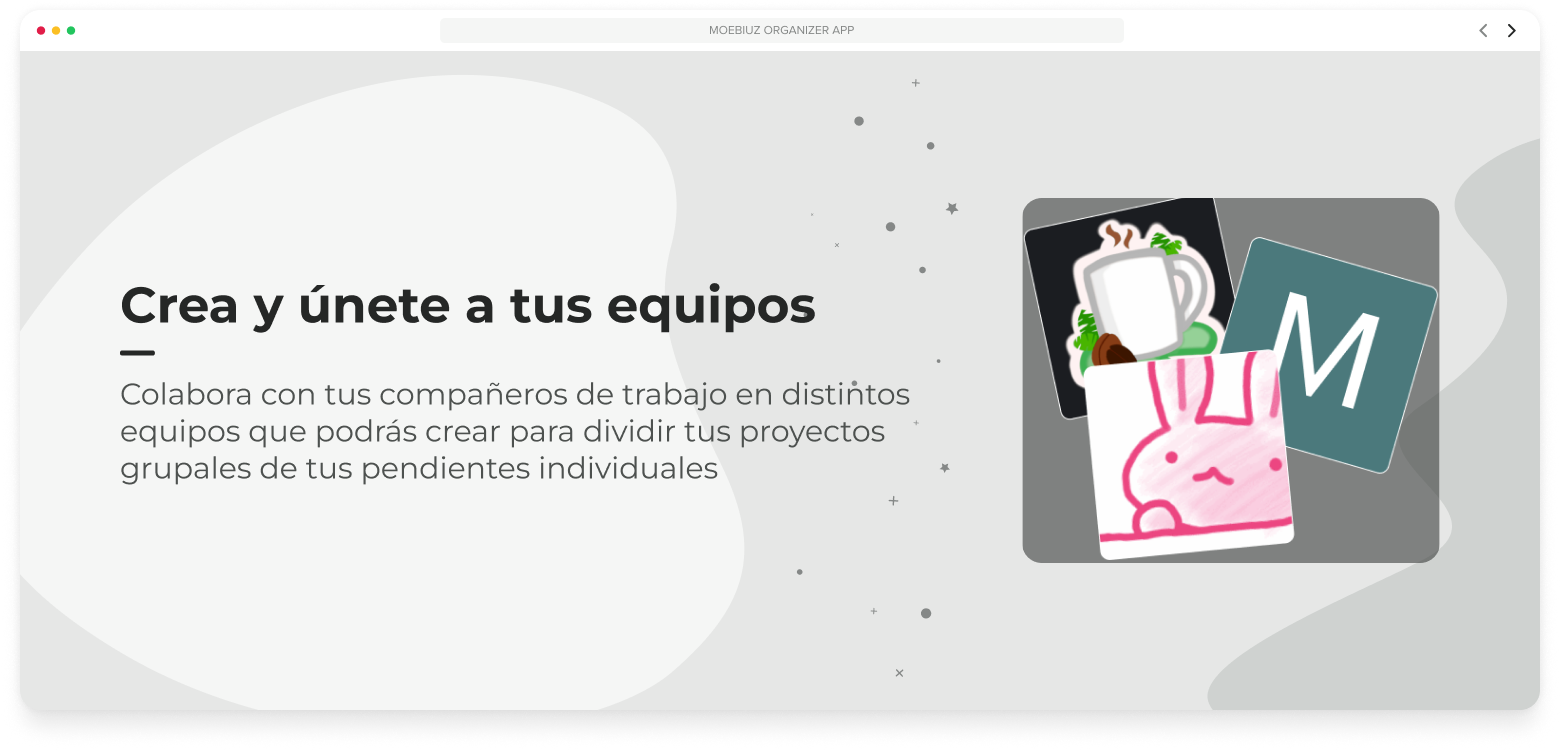 MOEBIUZ ORGANIZER APP
Crea y únete a tus equipos
Colabora con tus compañeros de trabajo en distintos
equipos que podrás crear para dividir tus proyectos
grupales de tus pendientes individuales
M